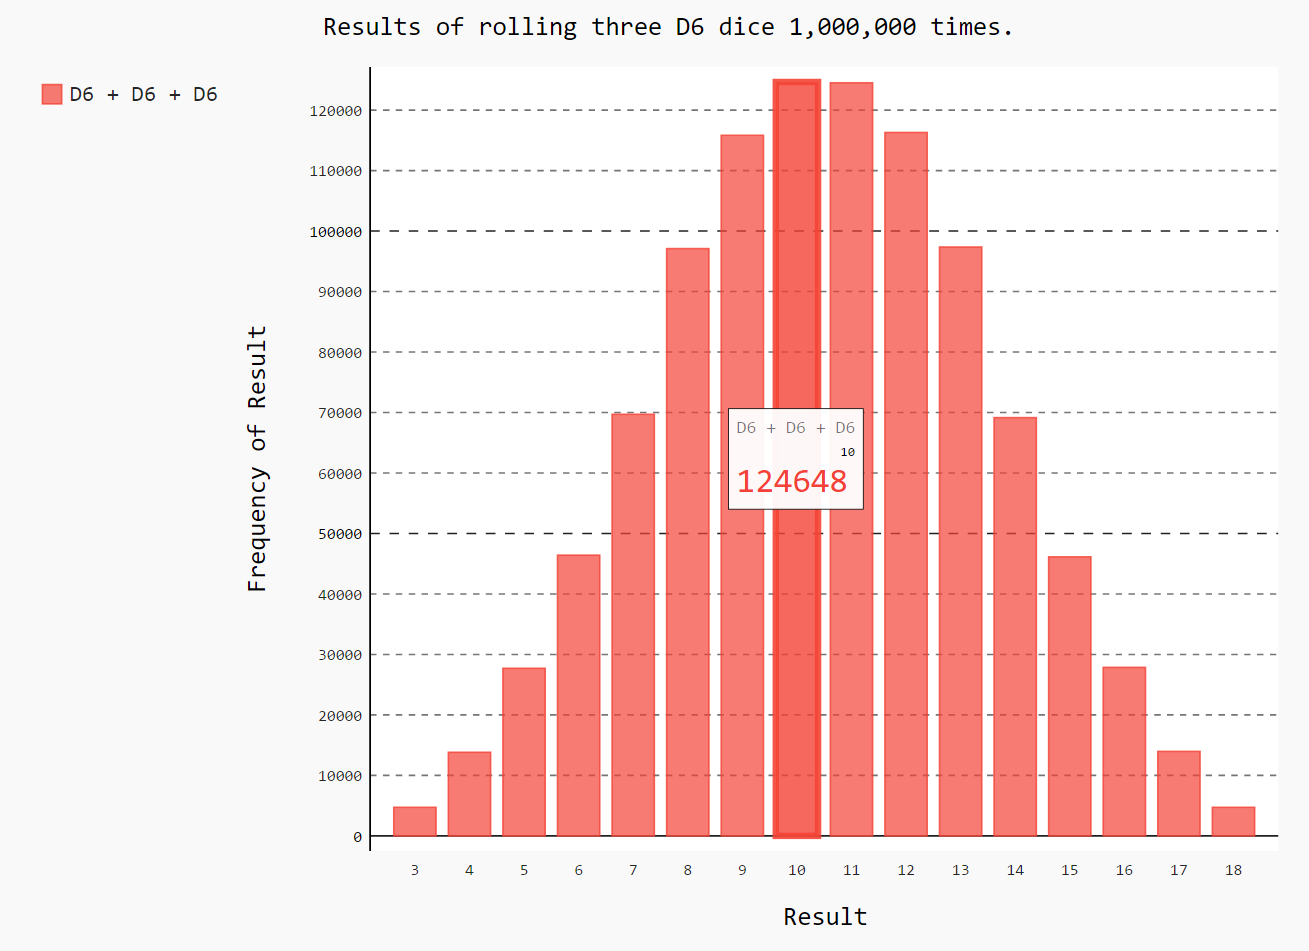 Results of rolling three D6 dice 1,000,000 times.
D6 + D6 + D6
120000
110000
100000
90000
80000
70000
60000
50000
40000
30000
20000
10000
0
Frequency of Result
D6 + D6 + D6
10
124648
3 4 5 6 7 8 9 10 11 12 13 14 15 16 17 18
Result